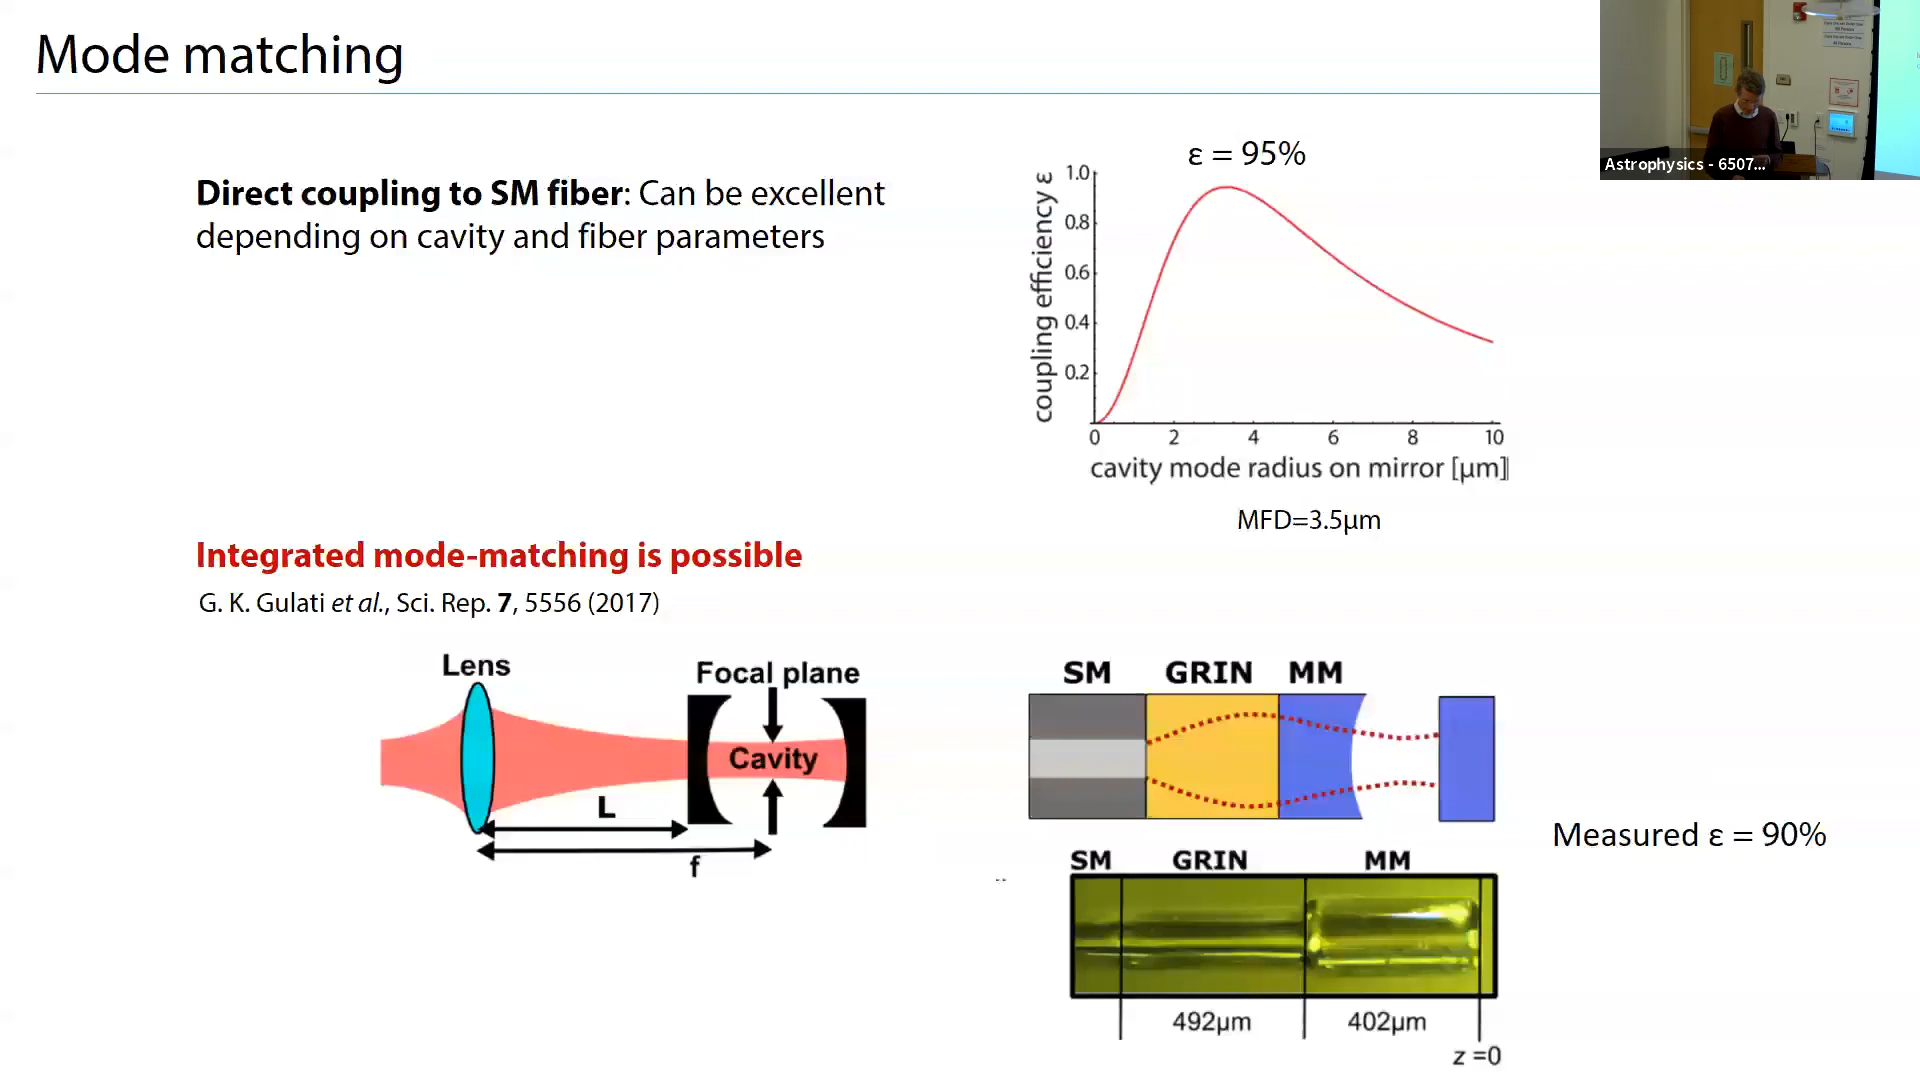 Mode matching
Astrophysics - 6507...
Direct coupling to SM fiber: Can be excellent
depending on cavity and fiber parameters
ε = 95%
coupling efficiency ε
1.0
0.8
0.6
0.4
0.2
0 2 4 6 8 10
cavity mode radius on mirror [µm]
MFD=3.5µm
Integrated mode-matching is possible
G. K. Gulati et al., Sci. Rep. 7, 5556 (2017)
Lens
Focal plane
Cavity
L
f
SM GRIN MM
Measured ε = 90%
SM GRIN MM
492µm 402µm
z =0